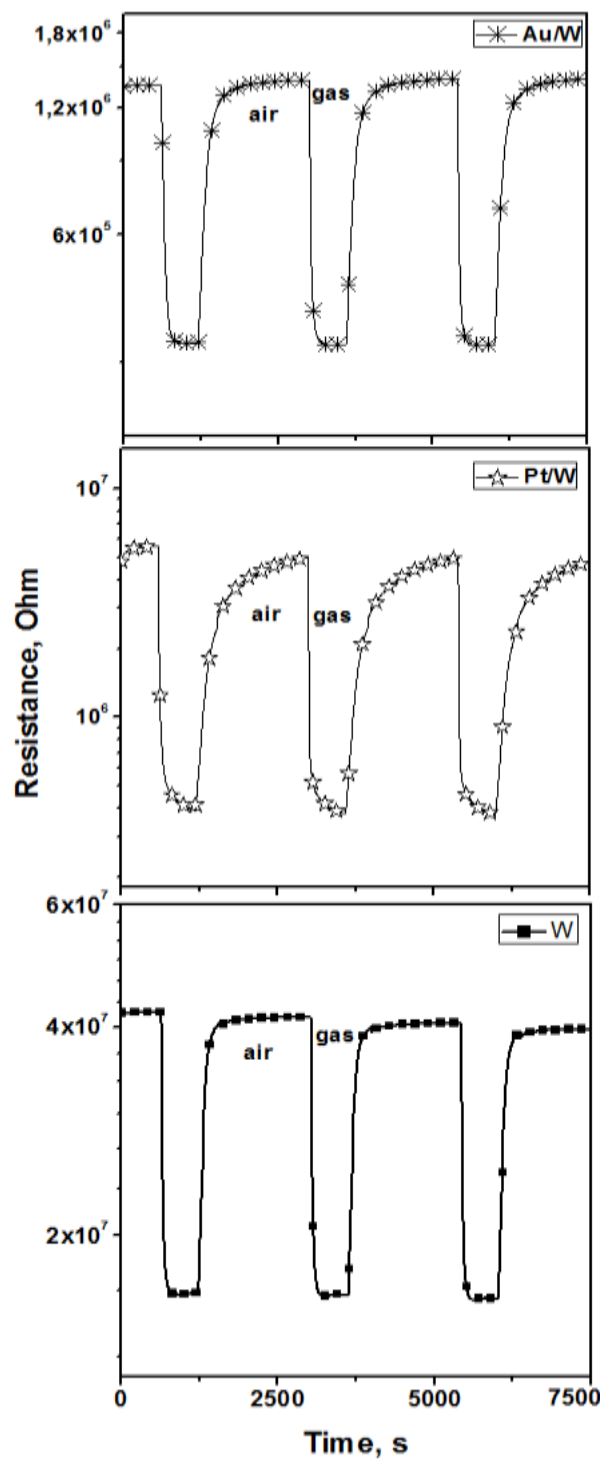 1,8x10⁶
Au/W
1,2x10⁶
gas
air
6x10⁵
10⁷
Pt/W
air
gas
10⁶
Resistance, Ohm
6x10⁷
W
4x10⁷
air
gas
2x10⁷
0
2500
5000
7500
Time, s